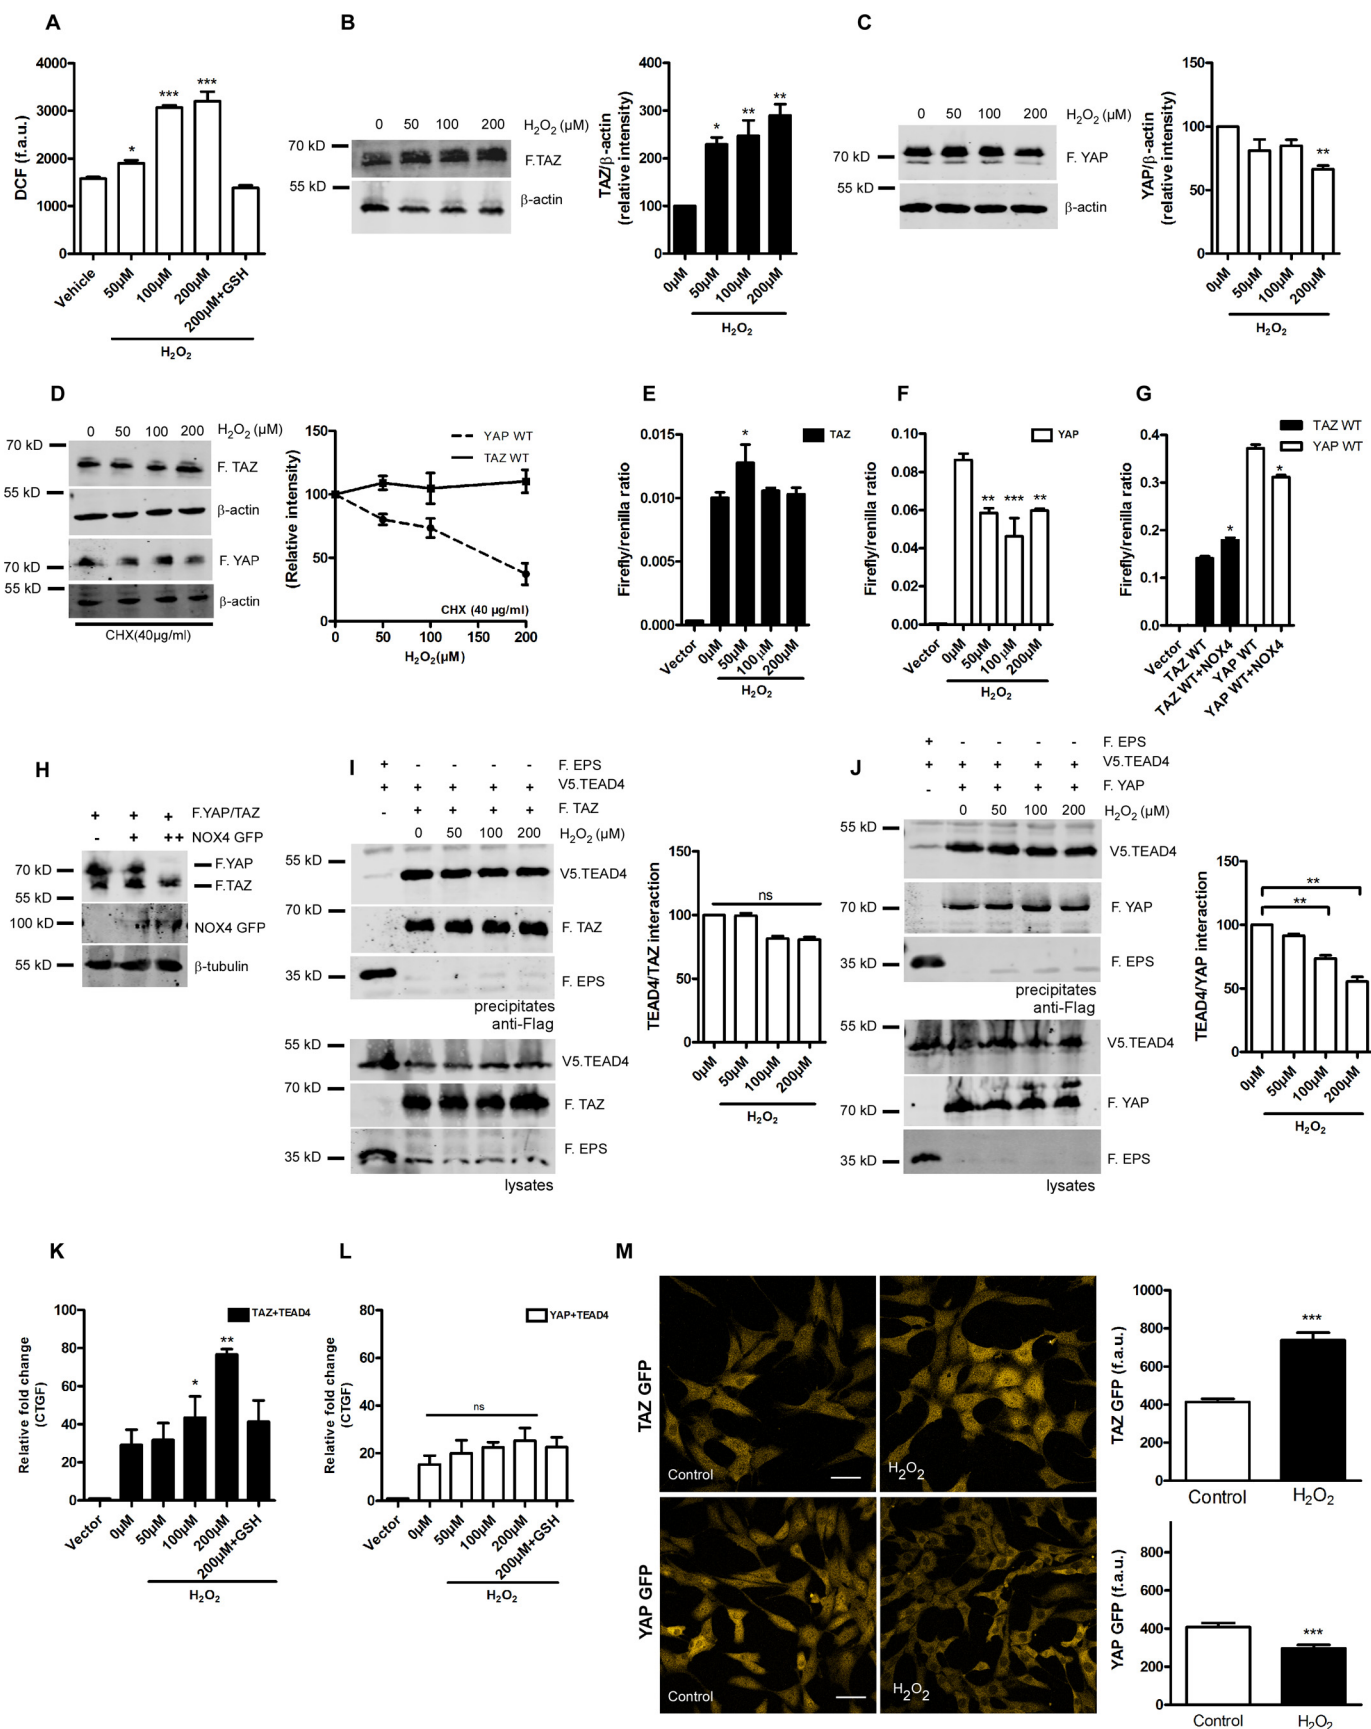 A
DCF (f.a.u.)
4000
3000
2000
1000
0
*
***
***
Vehicle
50µM
100µM
200µM
200µM+GSH
H2O2
B
0 50 100 200 H2O2 (µM)
70 kD
F.TAZ
55 kD
β-actin
TAZ/β-actin
(relative intensity)
400
300
200
100
0
*
**
**
0µM
50µM
100µM
200µM
H2O2
C
0 50 100 200 H2O2 (µM)
70 kD
F. YAP
55 kD
β-actin
YAP/β-actin
(relative intensity)
150
100
50
0
**
0µM
50µM
100µM
200µM
H2O2
D
0 50 100 200 H2O2 (µM)
70 kD
F. TAZ
55 kD
β-actin
F. YAP
70 kD
55 kD
β-actin
CHX(40µg/ml)
(Relative intensity)
150
100
50
0
YAP WT
TAZ WT
CHX (40 µg/ml)
0 50 100 150 200
H2O2(µM)
E
Firefly/renilla ratio
0.015
0.010
0.005
0.000
TAZ
*
Vector
0µM
50µM
100µM
200µM
H2O2
F
Firefly/renilla ratio
0.10
0.08
0.06
0.04
0.02
0.00
YAP
** *** **
Vector
0µM
50µM
100µM
200µM
H2O2
G
TAZ WT
YAP WT
Firefly/renilla ratio
0.4
0.3
0.2
0.1
0.0
*
*
Vector
TAZ WT
TAZ WT+NOX4
YAP WT
YAP WT+NOX4
H
+ + + F.YAP/TAZ
- + ++ NOX4 GFP
70 kD
F.YAP
F.TAZ
55 kD
100 kD
NOX4 GFP
55 kD
β-tubulin
I
+ - - - - F. EPS
+ + + + + V5.TEAD4
- + + + + F. TAZ
0 50 100 200 H2O2 (µM)
55 kD
V5.TEAD4
70 kD
F. TAZ
35 kD
F. EPS
precipitates
anti-Flag
55 kD
V5.TEAD4
70 kD
F. TAZ
35 kD
F. EPS
lysates
TEAD4/TAZ interaction
150
100
50
0
ns
0µM
50µM
100µM
200µM
H2O2
J
+ - - - - F. EPS
+ + + + + V5.TEAD4
- + + + + F. YAP
0 50 100 200 H2O2 (µM)
55 kD
V5.TEAD4
70 kD
F. YAP
35 kD
F. EPS
precipitates
anti-Flag
55 kD
V5.TEAD4
70 kD
F. YAP
35 kD
F. EPS
lysates
TEAD4/YAP interaction
150
100
50
0
**
**
0µM
50µM
100µM
200µM
H2O2
K
TAZ+TEAD4
Relative fold change
(CTGF)
100
80
60
40
20
0
*
**
Vector
0µM
50µM
100µM
200µM
200µM+GSH
H2O2
L
YAP+TEAD4
Relative fold change
(CTGF)
80
60
40
20
0
ns
Vector
0µM
50µM
100µM
200µM
200µM+GSH
H2O2
M
TAZ GFP
Control
H2O2
YAP GFP
Control
H2O2
TAZ GFP (f.a.u.)
1000
800
600
400
200
0
***
Control
H2O2
YAP GFP (f.a.u.)
800
600
400
200
0
***
Control
H2O2